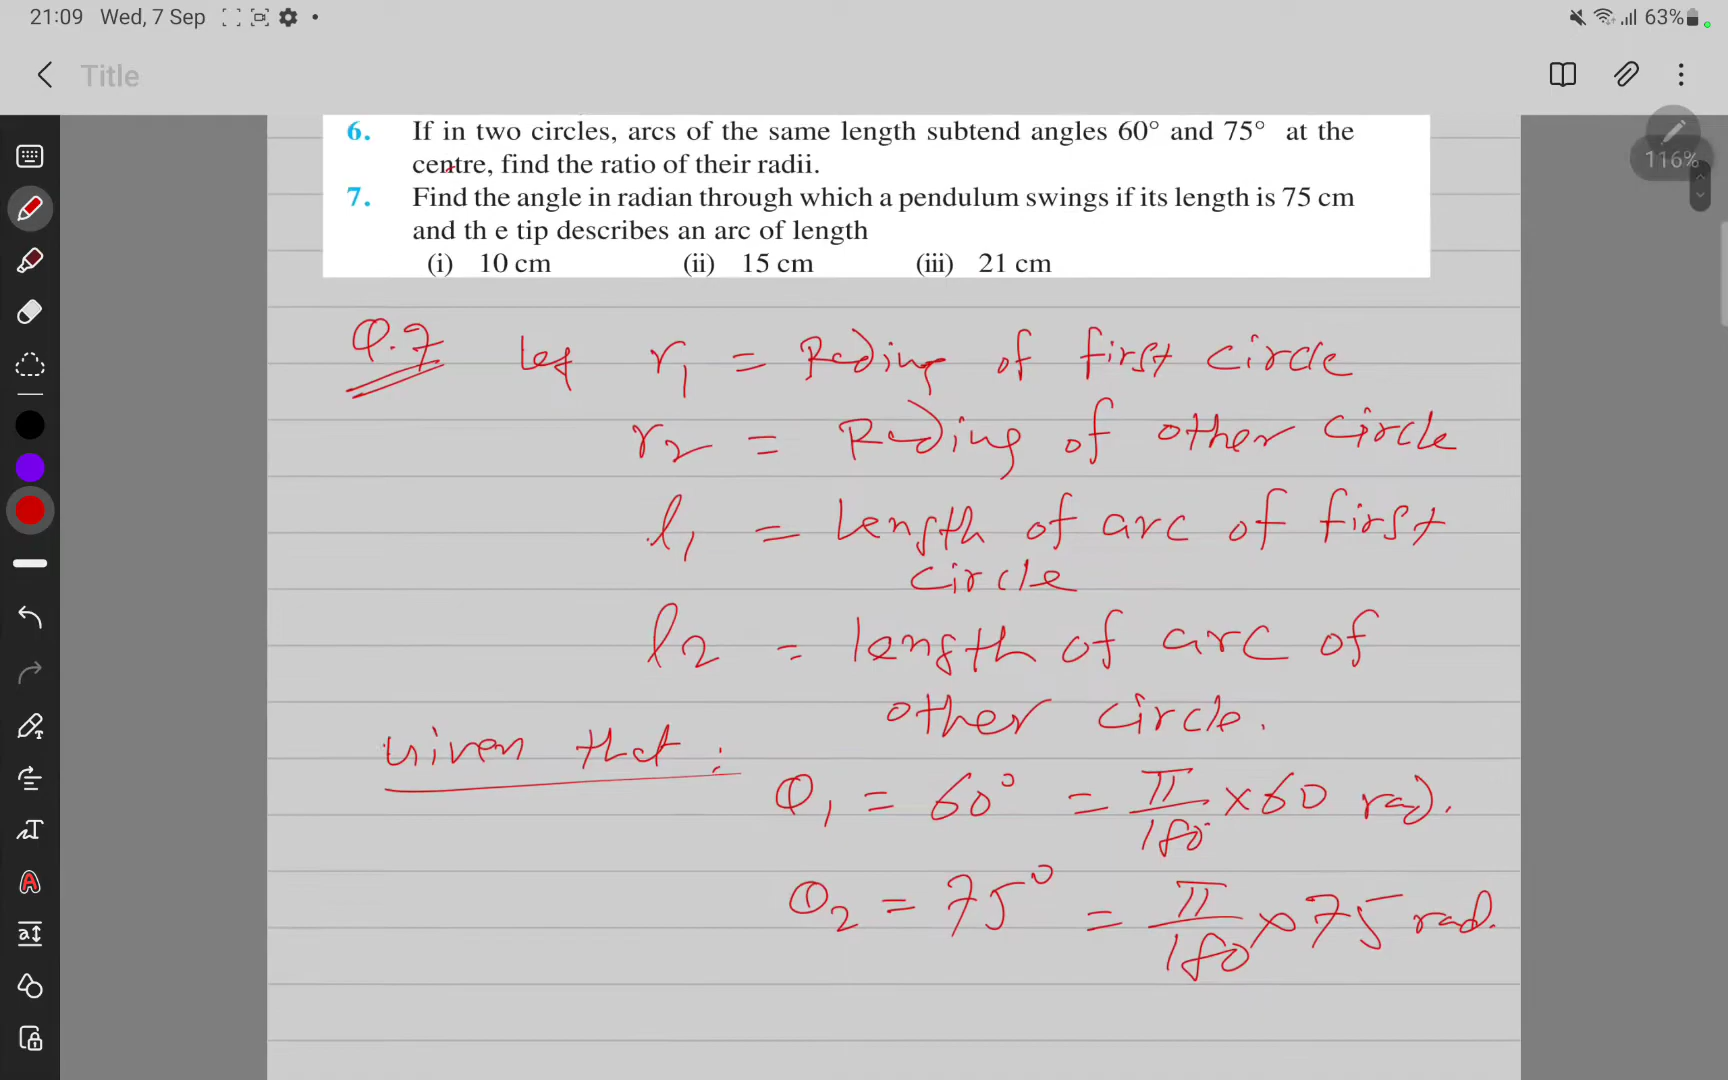 21:09 Wed, 7 Sep 63%
Title
116%
6. If in two circles, arcs of the same length subtend angles 60° and 75° at the
centre, find the ratio of their radii.
7. Find the angle in radian through which a pendulum swings if its length is 75 cm
and th e tip describes an arc of length
(i) 10 cm (ii) 15 cm (iii) 21 cm
Q.7 let r₁ = Radius of first circle
r₂ = Radius of other circle
l₁ = length of arc of first
circle
l₂ = length of arc of
other circle.
Given that :
θ₁ = 60° = π/180 × 60 rad.
θ₂ = 75° = π/180 × 75 rad.